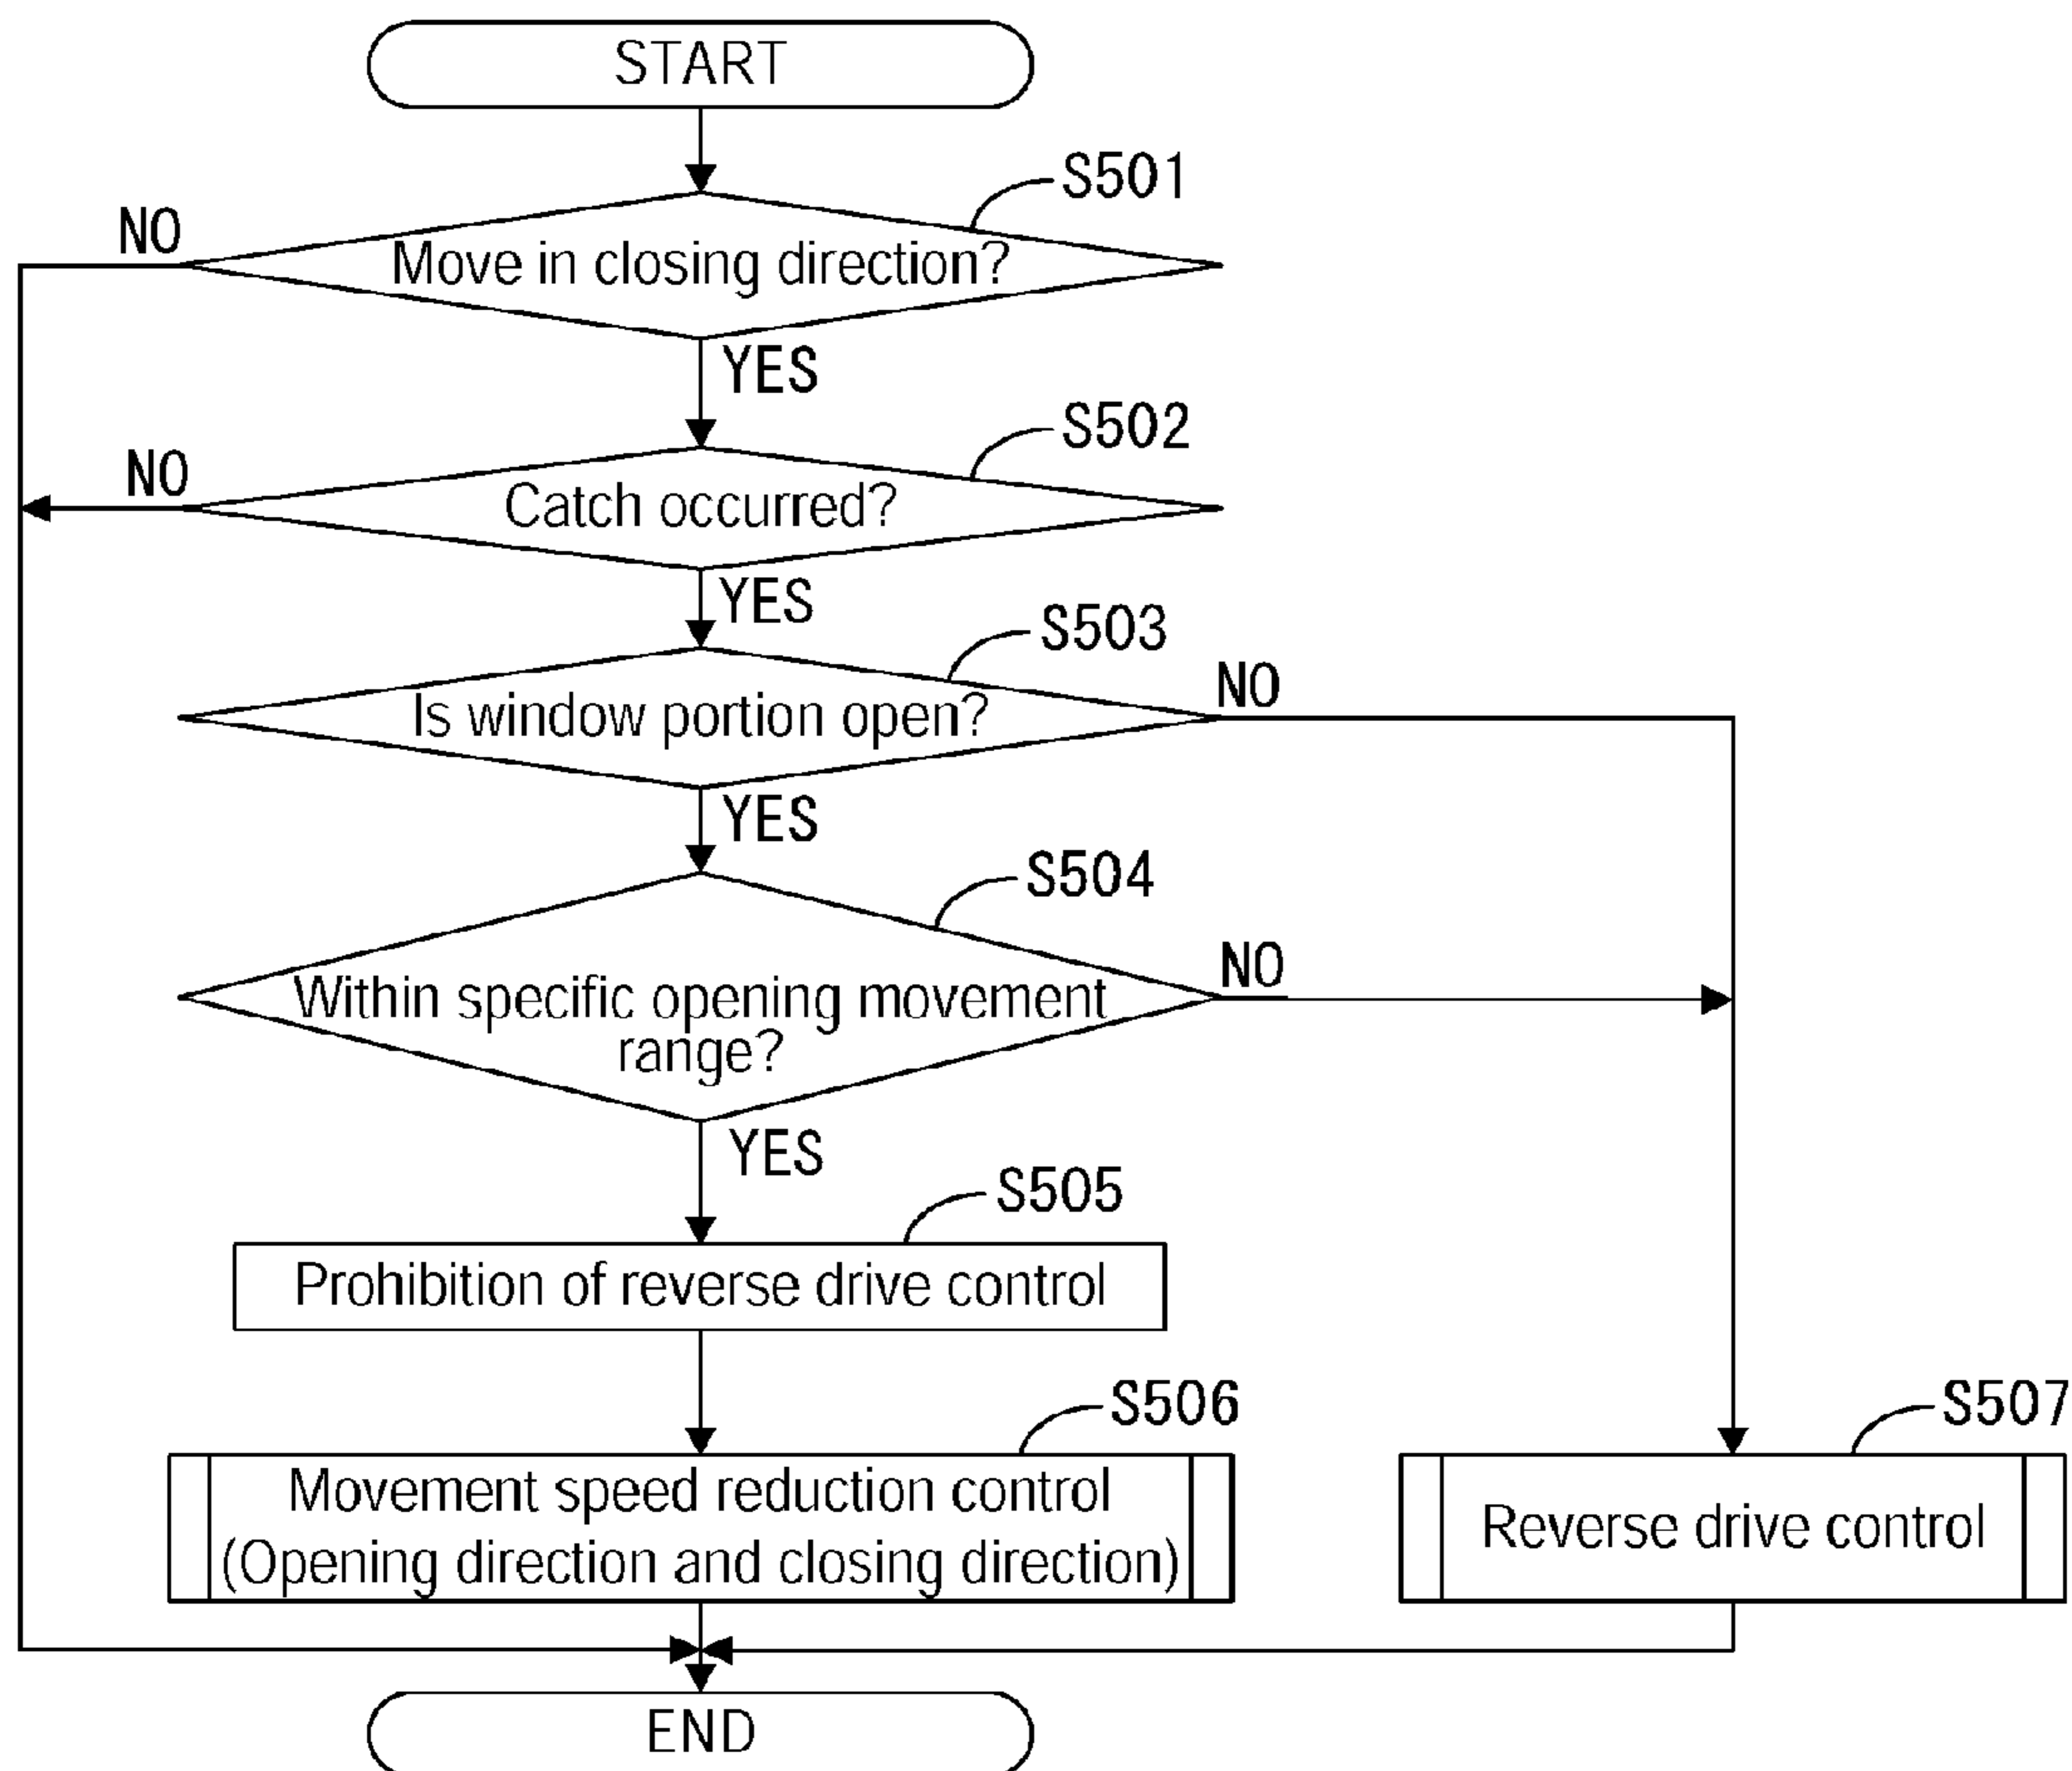 START
S501
NO
Move in closing direction?
YES
S502
NO
Catch occurred?
YES
S503
NO
Is window portion open?
YES
S504
NO
Within specific opening movement
range?
YES
S505
Prohibition of reverse drive control
S506
S507
Movement speed reduction control
(Opening direction and closing direction)
Reverse drive control
END